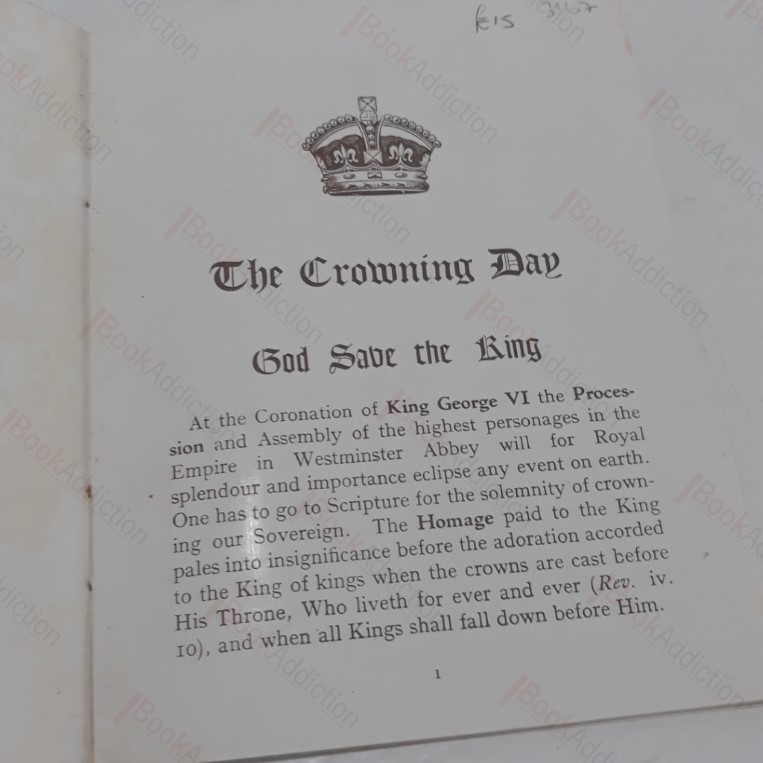 £15 3167
The Crowning Day
God Save the King
At the Coronation of King George VI the Proces-
sion and Assembly of the highest personages in the
Empire in Westminster Abbey will for Royal
splendour and importance eclipse any event on earth.
One has to go to Scripture for the solemnity of crown-
ing our Sovereign. The Homage paid to the King
pales into insignificance before the adoration accorded
to the King of kings when the crowns are cast before
His Throne, Who liveth for ever and ever (Rev. iv.
10), and when all Kings shall fall down before Him.
1
BookAddiction